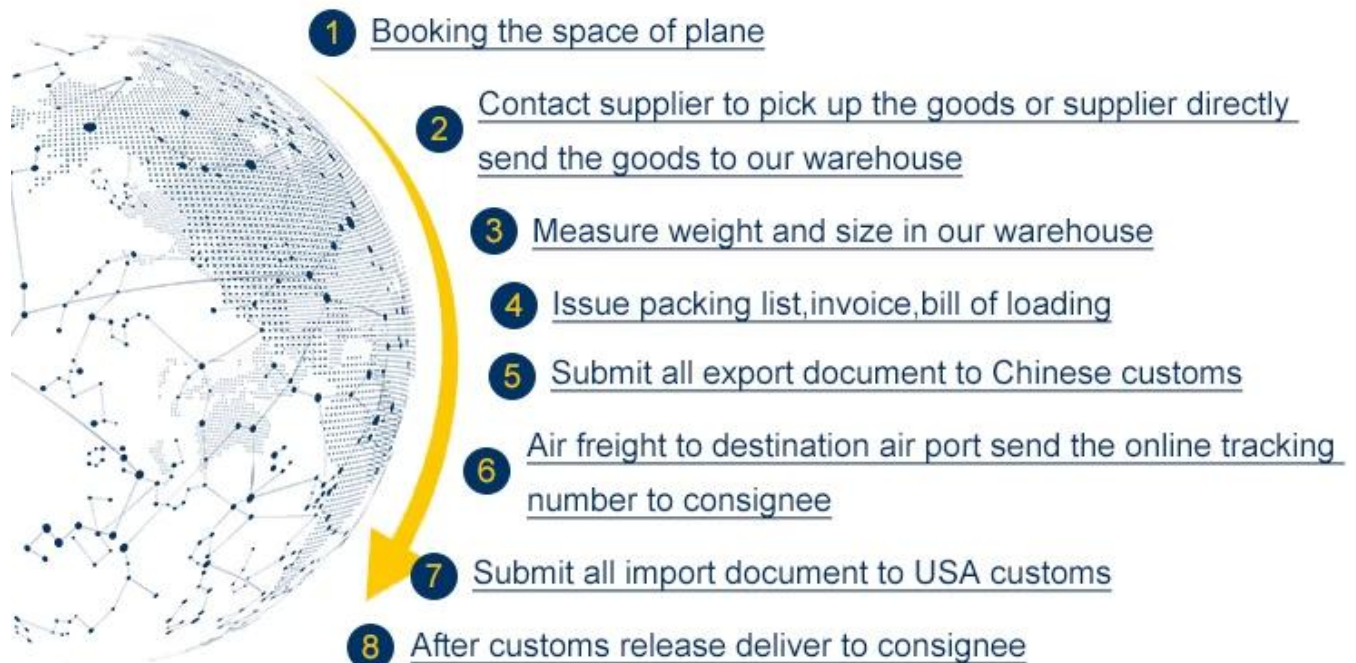 1 Booking the space of plane
2 Contact supplier to pick up the goods or supplier directly
send the goods to our warehouse
3 Measure weight and size in our warehouse
4 Issue packing list,invoice,bill of loading
5 Submit all export document to Chinese customs
6 Air freight to destination air port send the online tracking
number to consignee
7 Submit all import document to USA customs
8 After customs release deliver to consignee